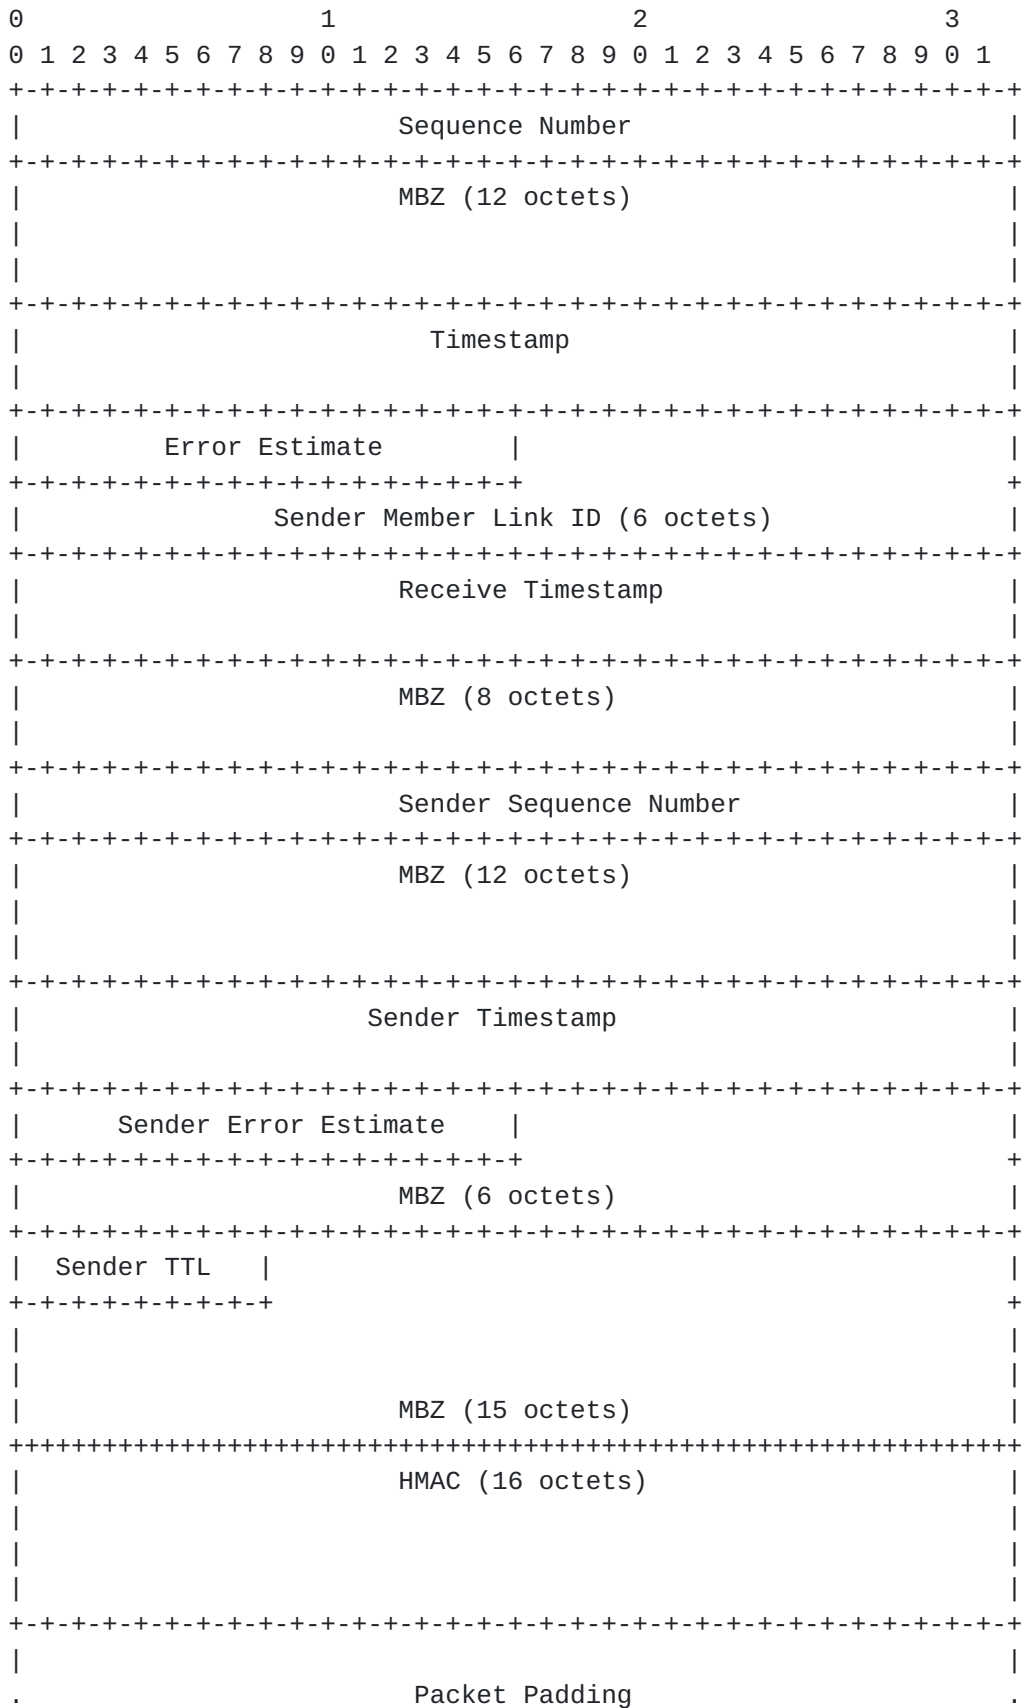 0                   1                   2                   3
0 1 2 3 4 5 6 7 8 9 0 1 2 3 4 5 6 7 8 9 0 1 2 3 4 5 6 7 8 9 0 1
+-+-+-+-+-+-+-+-+-+-+-+-+-+-+-+-+-+-+-+-+-+-+-+-+-+-+-+-+-+-+-+-+
|                        Sequence Number                        |
+-+-+-+-+-+-+-+-+-+-+-+-+-+-+-+-+-+-+-+-+-+-+-+-+-+-+-+-+-+-+-+-+
|                        MBZ (12 octets)                        |
|                                                               |
|                                                               |
+-+-+-+-+-+-+-+-+-+-+-+-+-+-+-+-+-+-+-+-+-+-+-+-+-+-+-+-+-+-+-+-+
|                          Timestamp                            |
|                                                               |
+-+-+-+-+-+-+-+-+-+-+-+-+-+-+-+-+-+-+-+-+-+-+-+-+-+-+-+-+-+-+-+-+
|         Error Estimate        |                               |
+-+-+-+-+-+-+-+-+-+-+-+-+-+-+-+-+                               +
|                Sender Member Link ID (6 octets)               |
+-+-+-+-+-+-+-+-+-+-+-+-+-+-+-+-+-+-+-+-+-+-+-+-+-+-+-+-+-+-+-+-+
|                        Receive Timestamp                      |
|                                                               |
+-+-+-+-+-+-+-+-+-+-+-+-+-+-+-+-+-+-+-+-+-+-+-+-+-+-+-+-+-+-+-+-+
|                        MBZ (8 octets)                         |
|                                                               |
+-+-+-+-+-+-+-+-+-+-+-+-+-+-+-+-+-+-+-+-+-+-+-+-+-+-+-+-+-+-+-+-+
|                        Sender Sequence Number                 |
+-+-+-+-+-+-+-+-+-+-+-+-+-+-+-+-+-+-+-+-+-+-+-+-+-+-+-+-+-+-+-+-+
|                        MBZ (12 octets)                        |
|                                                               |
|                                                               |
+-+-+-+-+-+-+-+-+-+-+-+-+-+-+-+-+-+-+-+-+-+-+-+-+-+-+-+-+-+-+-+-+
|                      Sender Timestamp                         |
|                                                               |
+-+-+-+-+-+-+-+-+-+-+-+-+-+-+-+-+-+-+-+-+-+-+-+-+-+-+-+-+-+-+-+-+
|      Sender Error Estimate    |                               |
+-+-+-+-+-+-+-+-+-+-+-+-+-+-+-+-+                               +
|                        MBZ (6 octets)                         |
+-+-+-+-+-+-+-+-+-+-+-+-+-+-+-+-+-+-+-+-+-+-+-+-+-+-+-+-+-+-+-+-+
|  Sender TTL   |                                               |
+-+-+-+-+-+-+-+-+                                               +
|                                                               |
|                                                               |
|                        MBZ (15 octets)                        |
+++++++++++++++++++++++++++++++++++++++++++++++++++++++++++++++++
|                        HMAC (16 octets)                       |
|                                                               |
|                                                               |
|                                                               |
+-+-+-+-+-+-+-+-+-+-+-+-+-+-+-+-+-+-+-+-+-+-+-+-+-+-+-+-+-+-+-+-+
|                                                               |
.                         Packet Padding                        .